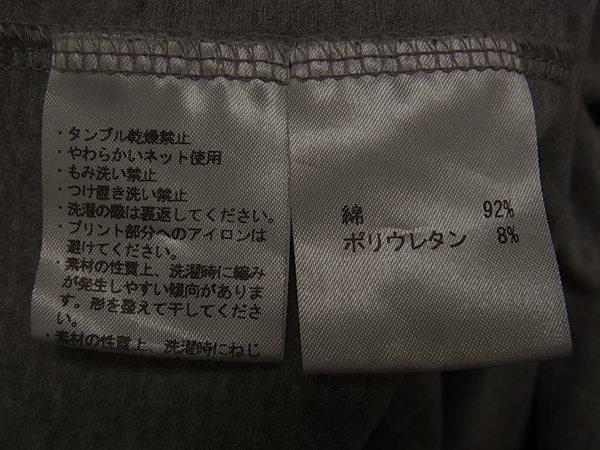 ・タンブル乾燥禁止
・やわらかいネット使用
・もみ洗い禁止
・つけ置き洗い禁止
・洗濯の際は裏返してください。
・プリント部分へのアイロンは
避けてください。
・素材の性質上、洗濯時に縮み
が発生しやすい傾向がありま
す。形を整えて干してくださ
い。
・素材の性質上、洗濯時にねじ
綿 92%
ポリウレタン 8%